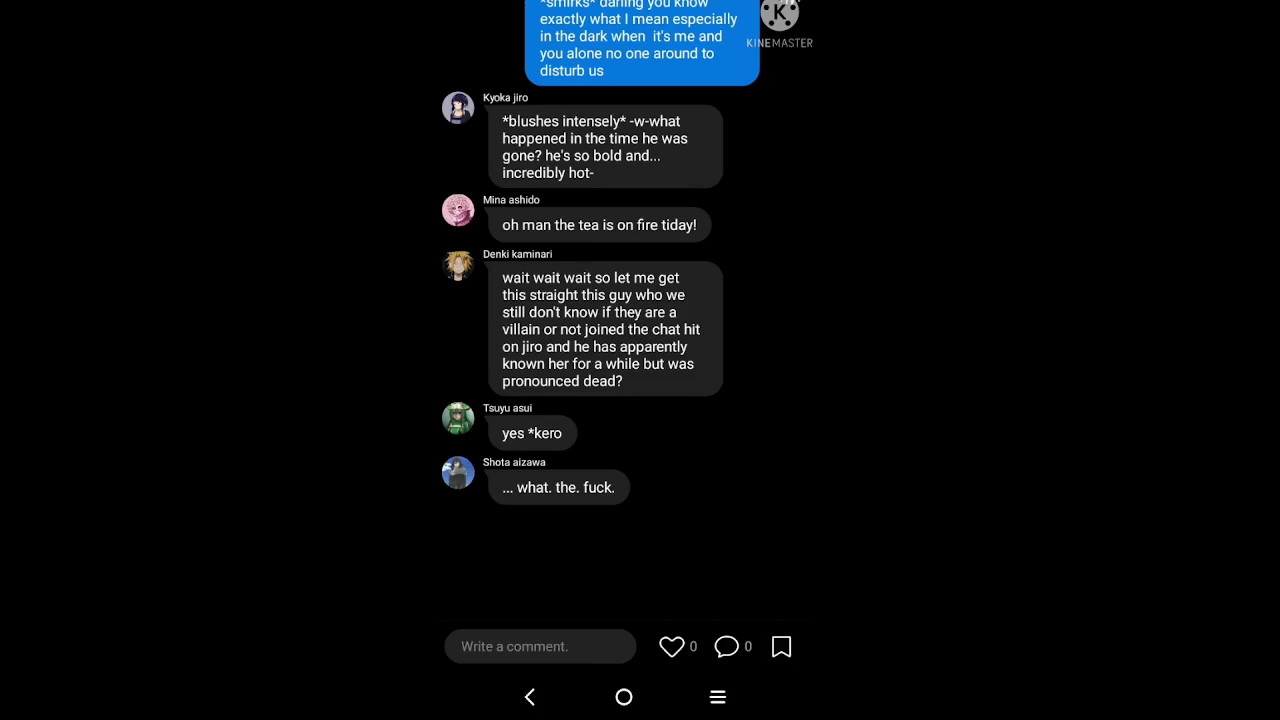 *smirks* darling you know
exactly what I mean especially
in the dark when it's me and
you alone no one around to
disturb us
KINEMASTER
Kyoka jiro
*blushes intensely* -w-what
happened in the time he was
gone? he's so bold and...
incredibly hot-
Mina ashido
oh man the tea is on fire tiday!
Denki kaminari
wait wait wait so let me get
this straight this guy who we
still don't know if they are a
villain or not joined the chat hit
on jiro and he has apparently
known her for a while but was
pronounced dead?
Tsuyu asui
yes *kero
Shota aizawa
... what. the. fuck.
Write a comment.
0
0